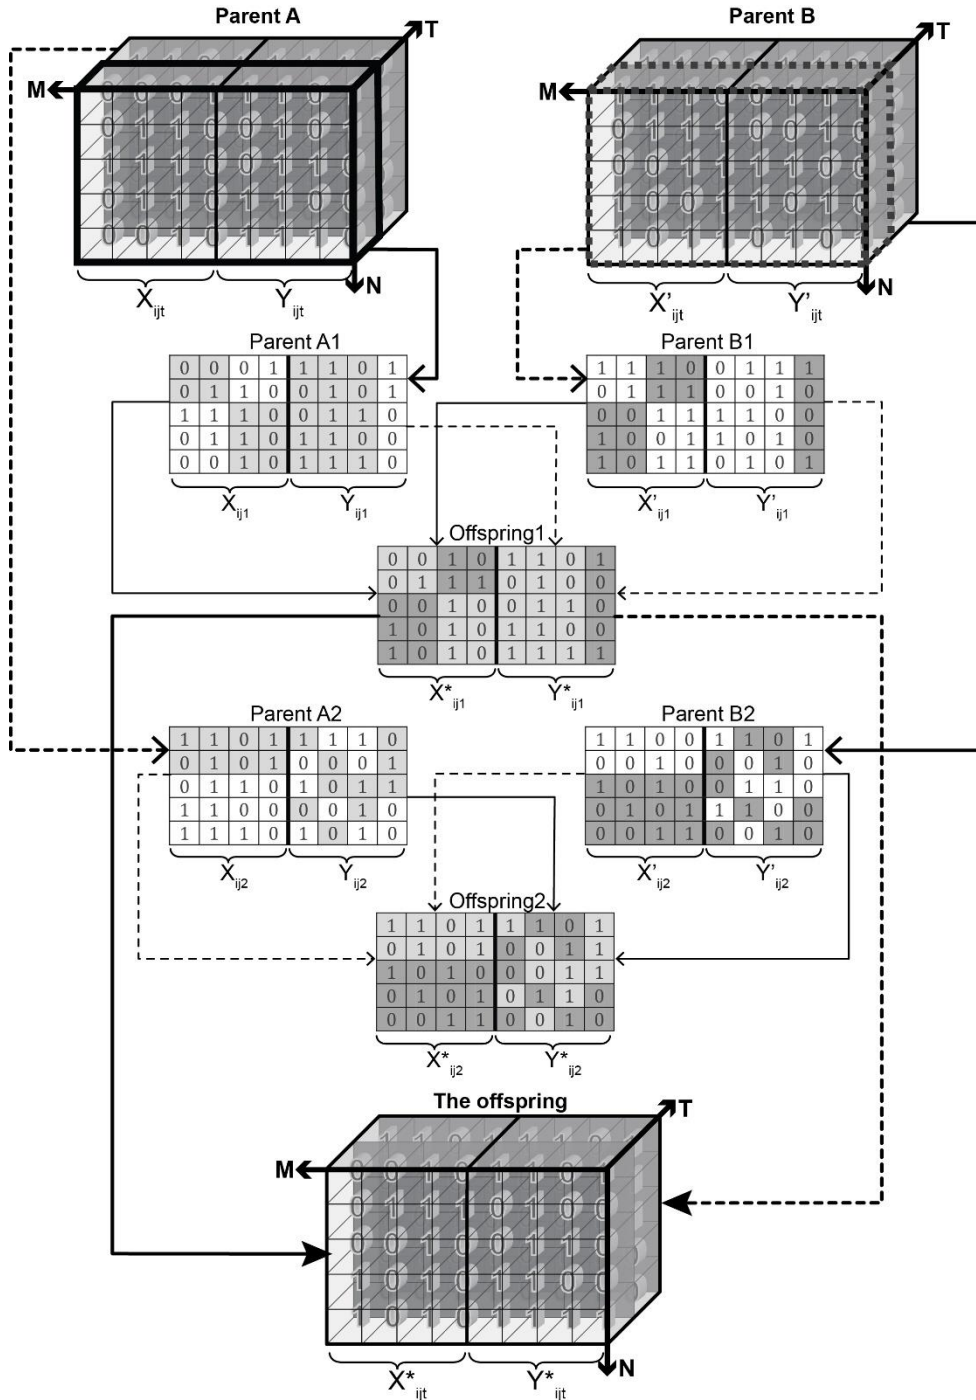 Parent A
Parent B
T
T
M
M
N
N
X_ijt
Y_ijt
X'_ijt
Y'_ijt
Parent A1
Parent B1
0 0 0 1 1 1 0 1
0 1 1 0 0 1 0 1
1 1 1 0 0 1 1 0
0 1 1 0 1 1 0 0
0 0 1 0 1 1 1 0
1 1 1 0 0 1 1 1
0 1 1 1 0 0 1 0
0 0 1 1 1 1 1 0
1 0 0 1 1 1 1 0
1 0 1 1 0 1 0 1
X_ij1
Y_ij1
X'_ij1
Y'_ij1
Offspring1
0 0 1 0 1 1 0 1
0 1 1 1 0 1 0 0
0 0 1 0 0 1 1 0
1 0 1 0 1 1 0 0
1 0 1 0 1 1 1 1
X*_ij1
Y*_ij1
Parent A2
Parent B2
1 1 0 1 1 1 1 0
0 1 0 1 0 0 0 1
0 1 1 0 1 0 1 1
1 1 0 1 0 0 1 0
1 1 1 0 1 0 1 0
1 1 0 0 1 1 0 1
0 0 1 0 0 0 1 0
1 0 1 0 0 1 1 0
0 1 0 1 1 1 0 0
0 0 1 1 0 0 1 0
X_ij2
Y_ij2
X'_ij2
Y'_ij2
Offspring2
1 1 0 1 1 1 0 1
0 1 0 1 0 0 1 1
1 0 1 0 0 0 1 1
0 1 0 1 0 1 1 0
0 0 1 1 0 0 1 0
X*_ij2
Y*_ij2
The offspring
T
M
N
X*_ijt
Y*_ijt